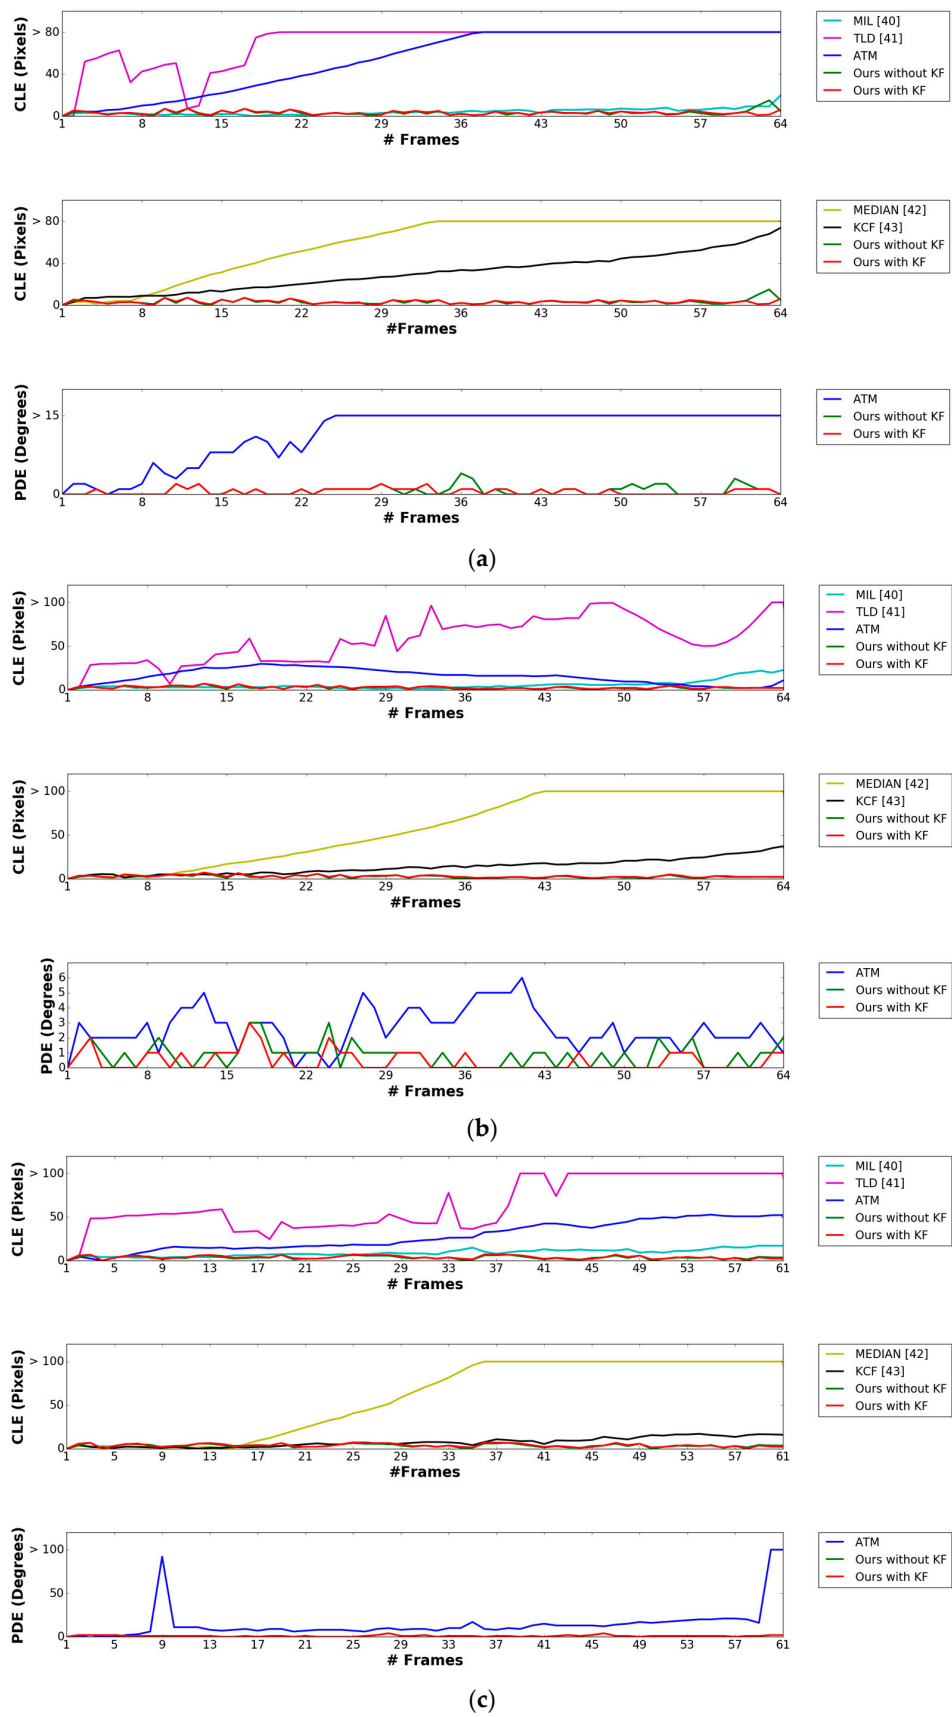 CLE (Pixels)
> 80
40
0
1 8 15 22 29 36 43 50 57 64
# Frames
MIL [40]
TLD [41]
ATM
Ours without KF
Ours with KF
CLE (Pixels)
> 80
40
0
1 8 15 22 29 36 43 50 57 64
#Frames
MEDIAN [42]
KCF [43]
Ours without KF
Ours with KF
PDE (Degrees)
> 15
0
1 8 15 22 29 36 43 50 57 64
# Frames
ATM
Ours without KF
Ours with KF
(a)
CLE (Pixels)
> 100
50
0
1 8 15 22 29 36 43 50 57 64
# Frames
MIL [40]
TLD [41]
ATM
Ours without KF
Ours with KF
CLE (Pixels)
> 100
50
0
1 8 15 22 29 36 43 50 57 64
#Frames
MEDIAN [42]
KCF [43]
Ours without KF
Ours with KF
PDE (Degrees)
6
5
4
3
2
1
0
1 8 15 22 29 36 43 50 57 64
# Frames
ATM
Ours without KF
Ours with KF
(b)
CLE (Pixels)
> 100
50
0
1 5 9 13 17 21 25 29 33 37 41 45 49 53 57 61
# Frames
MIL [40]
TLD [41]
ATM
Ours without KF
Ours with KF
CLE (Pixels)
> 100
50
0
1 5 9 13 17 21 25 29 33 37 41 45 49 53 57 61
#Frames
MEDIAN [42]
KCF [43]
Ours without KF
Ours with KF
PDE (Degrees)
> 100
50
0
1 5 9 13 17 21 25 29 33 37 41 45 49 53 57 61
# Frames
ATM
Ours without KF
Ours with KF
(c)